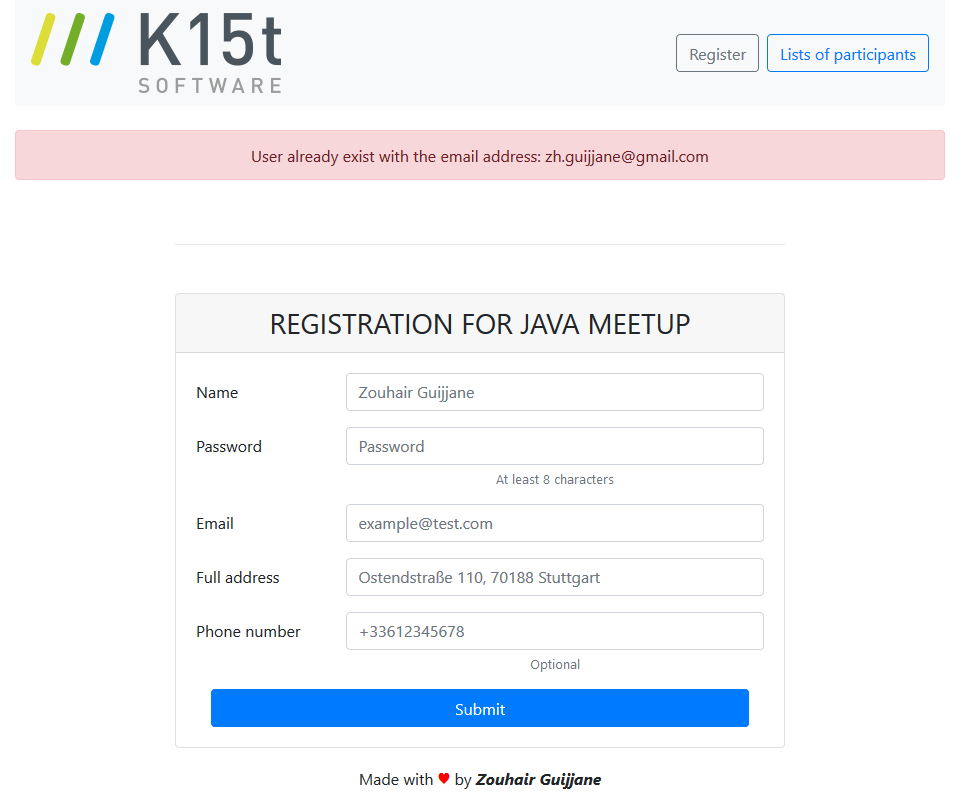 K15t
SOFTWARE
Register
Lists of participants
User already exist with the email address: zh.guijjane@gmail.com
REGISTRATION FOR JAVA MEETUP
Name
Zouhair Guijjane
Password
Password
At least 8 characters
Email
example@test.com
Full address
Ostendstraße 110, 70188 Stuttgart
Phone number
+33612345678
Optional
Submit
Made with ♥ by Zouhair Guijjane